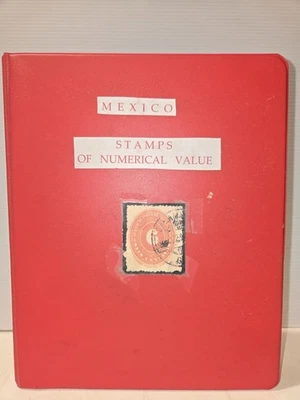 MEXICO
STAMPS
OF NUMERICAL VALUE